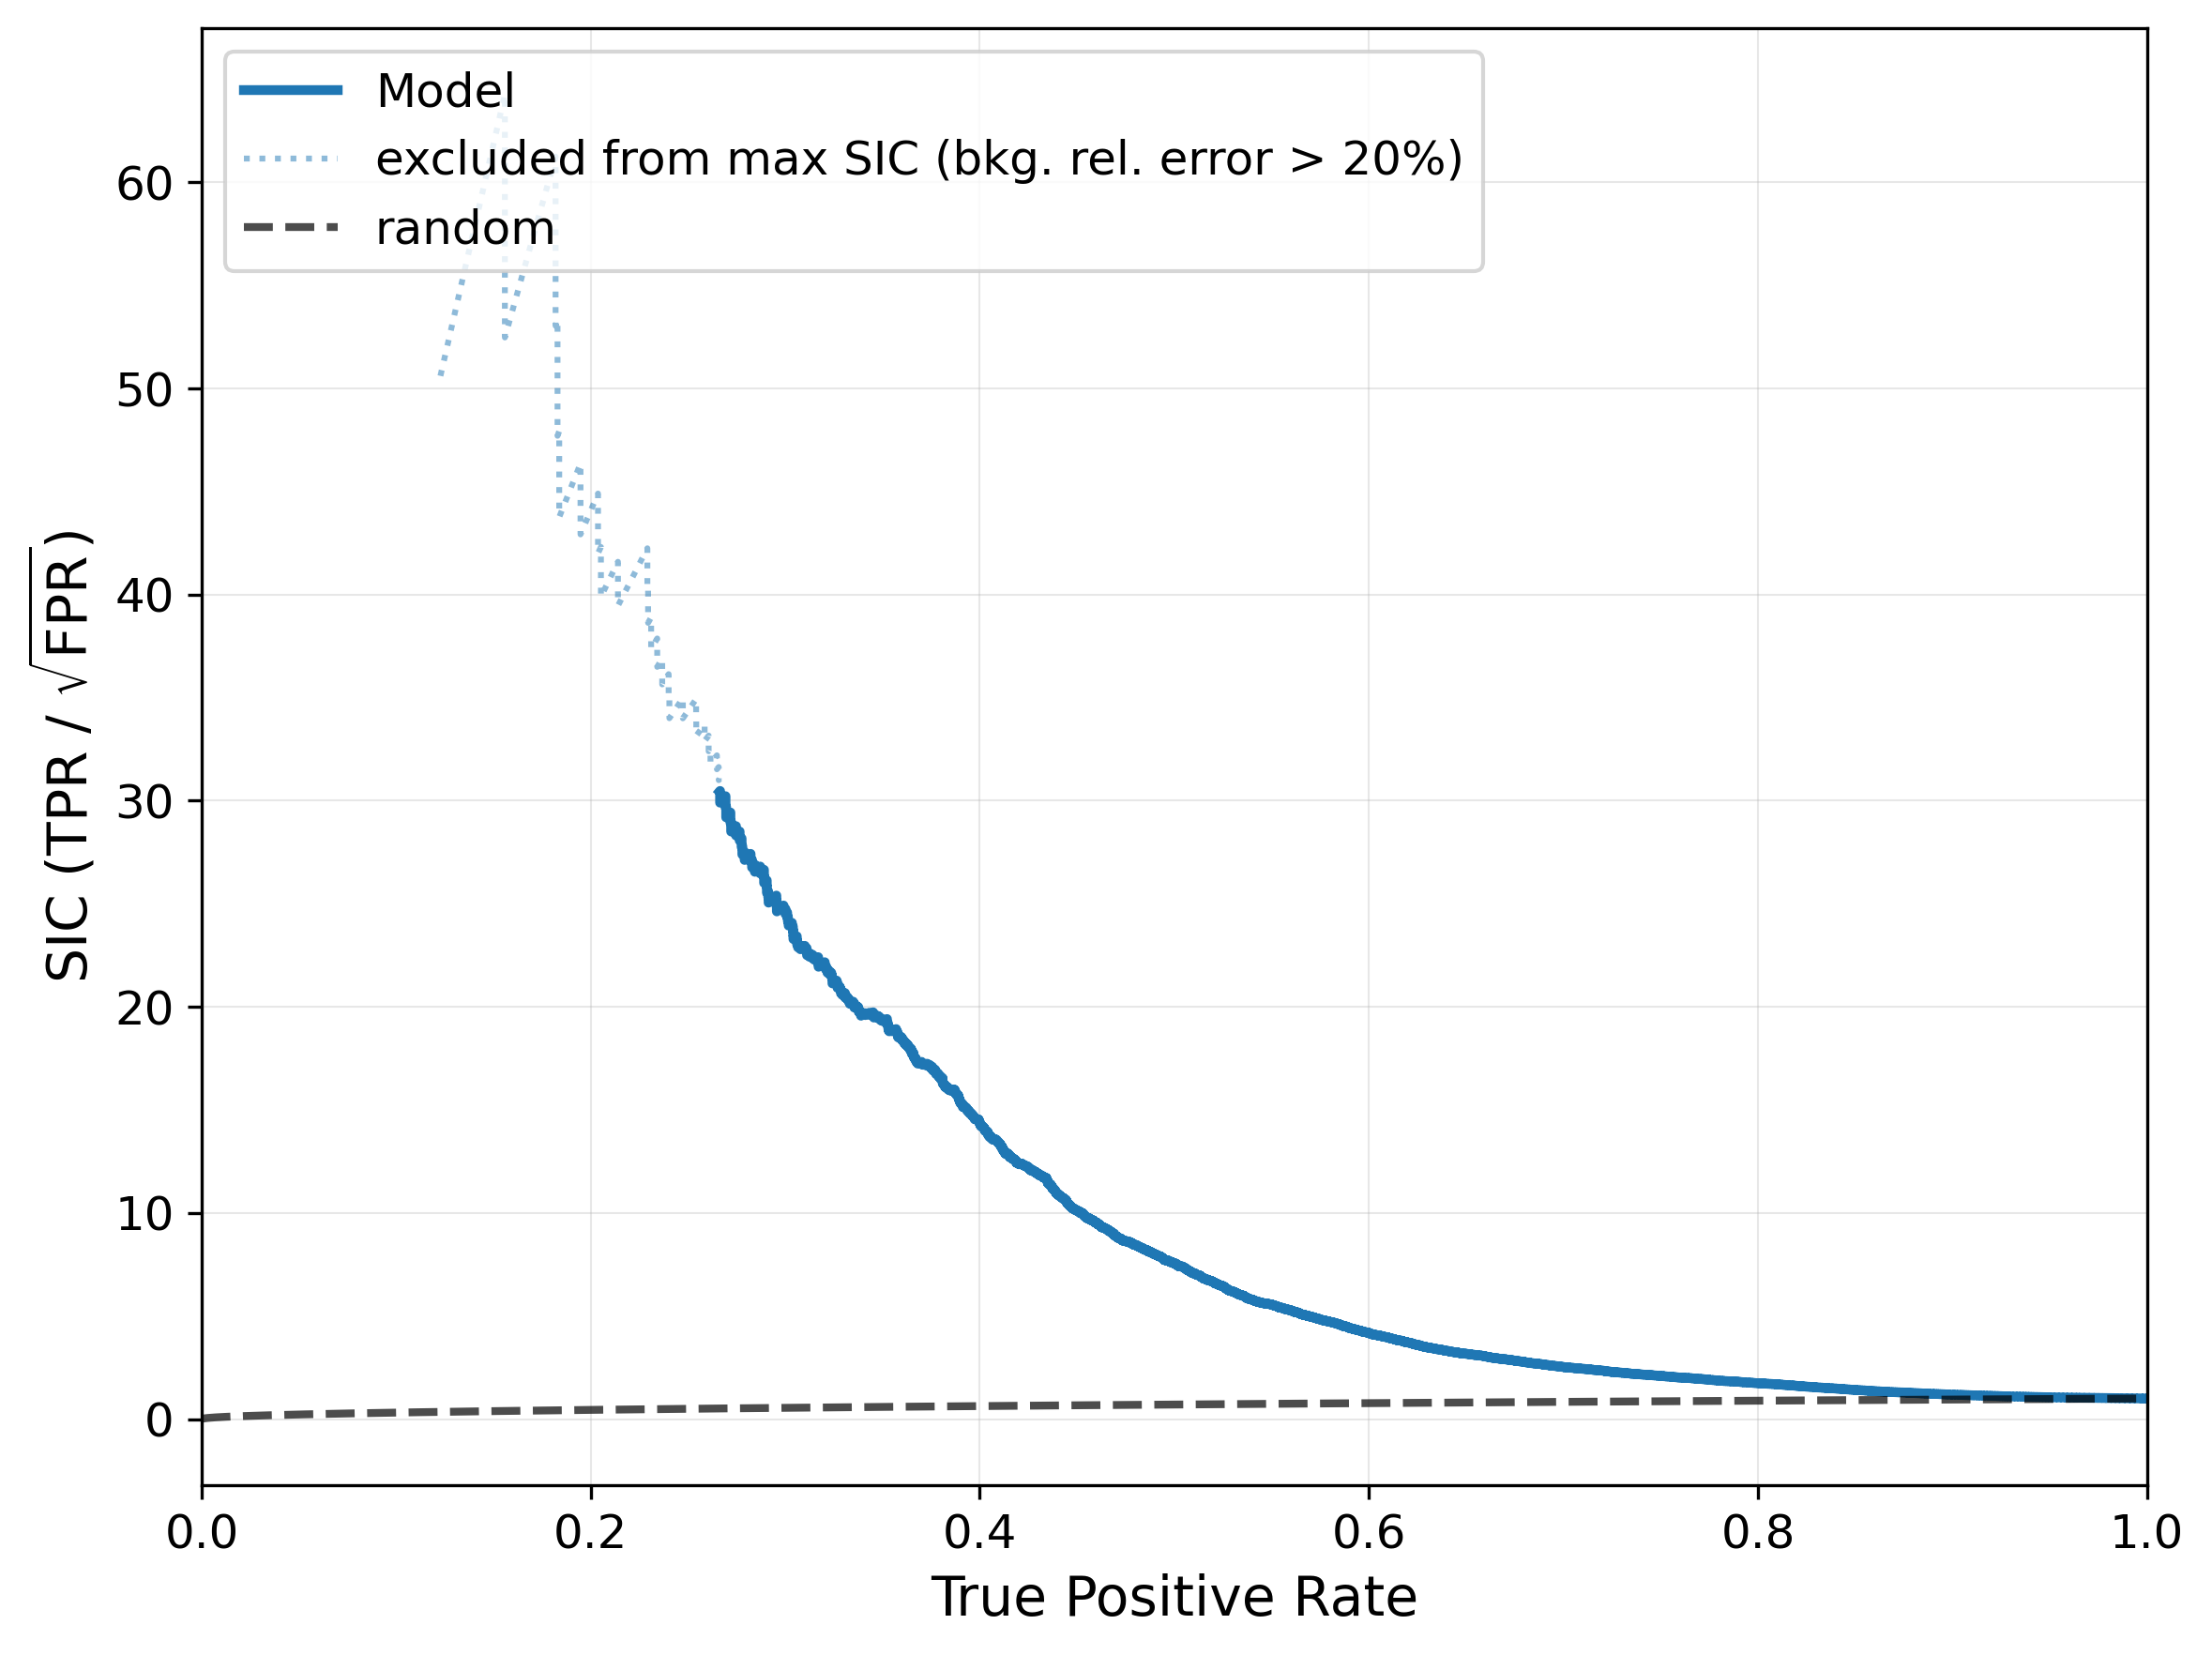 Model
excluded from max SIC (bkg. rel. error > 20%)
random
60
50
40
30
20
10
0
SIC (TPR / √FPR)
0.0 0.2 0.4 0.6 0.8 1.0
True Positive Rate